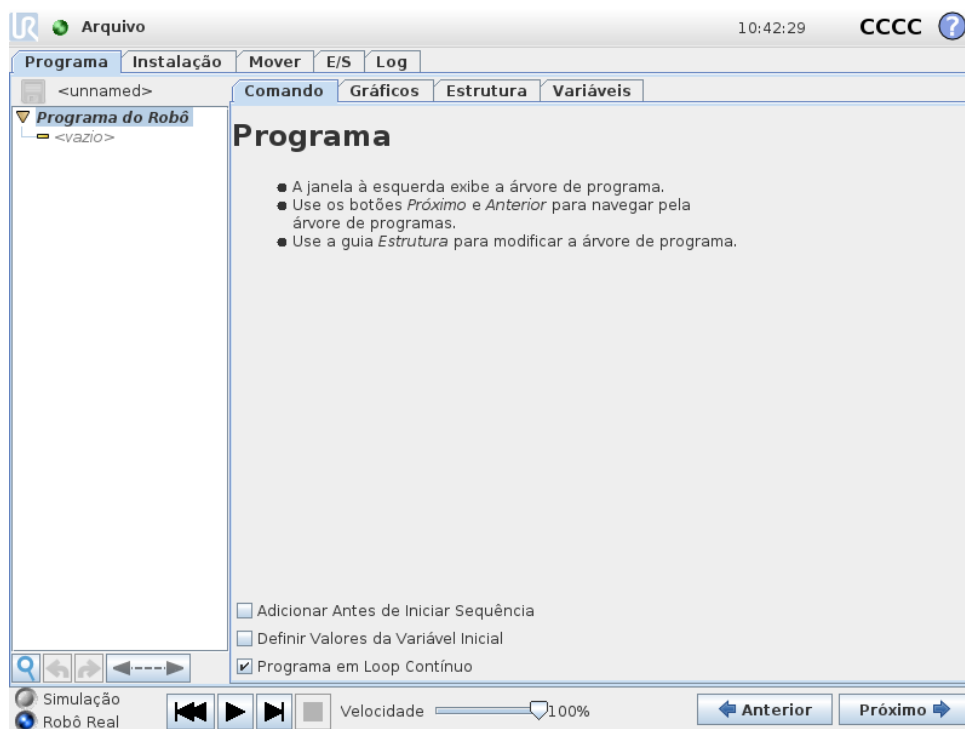 UR Arquivo 10:42:29 CCCC ?
Programa Instalação Mover E/S Log
<unnamed> Comando Gráficos Estrutura Variáveis
Programa do Robô
<vazio>
Programa
A janela à esquerda exibe a árvore de programa.
Use os botões Próximo e Anterior para navegar pela
árvore de programas.
Use a guia Estrutura para modificar a árvore de programa.
Adicionar Antes de Iniciar Sequência
Definir Valores da Variável Inicial
Programa em Loop Contínuo
Simulação
Robô Real
Velocidade 100% Anterior Próximo